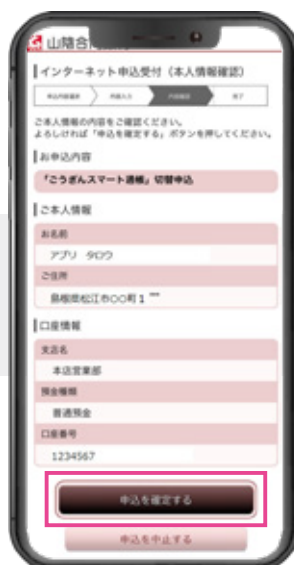 山陰合
インターネット申込受付（本人情報確認）
ご本人情報の内容をご確認ください。
よろしければ「申込を確定する」ボタンを押してください。
お申込内容
「ごうぎんスマート通帳」切替申込
ご本人情報
お名前
アプリ タロウ
ご住所
島根県松江市〇〇町1
口座情報
支店名
本店営業部
預金種類
普通預金
口座番号
1234567
申込を確定する
申込を中止する